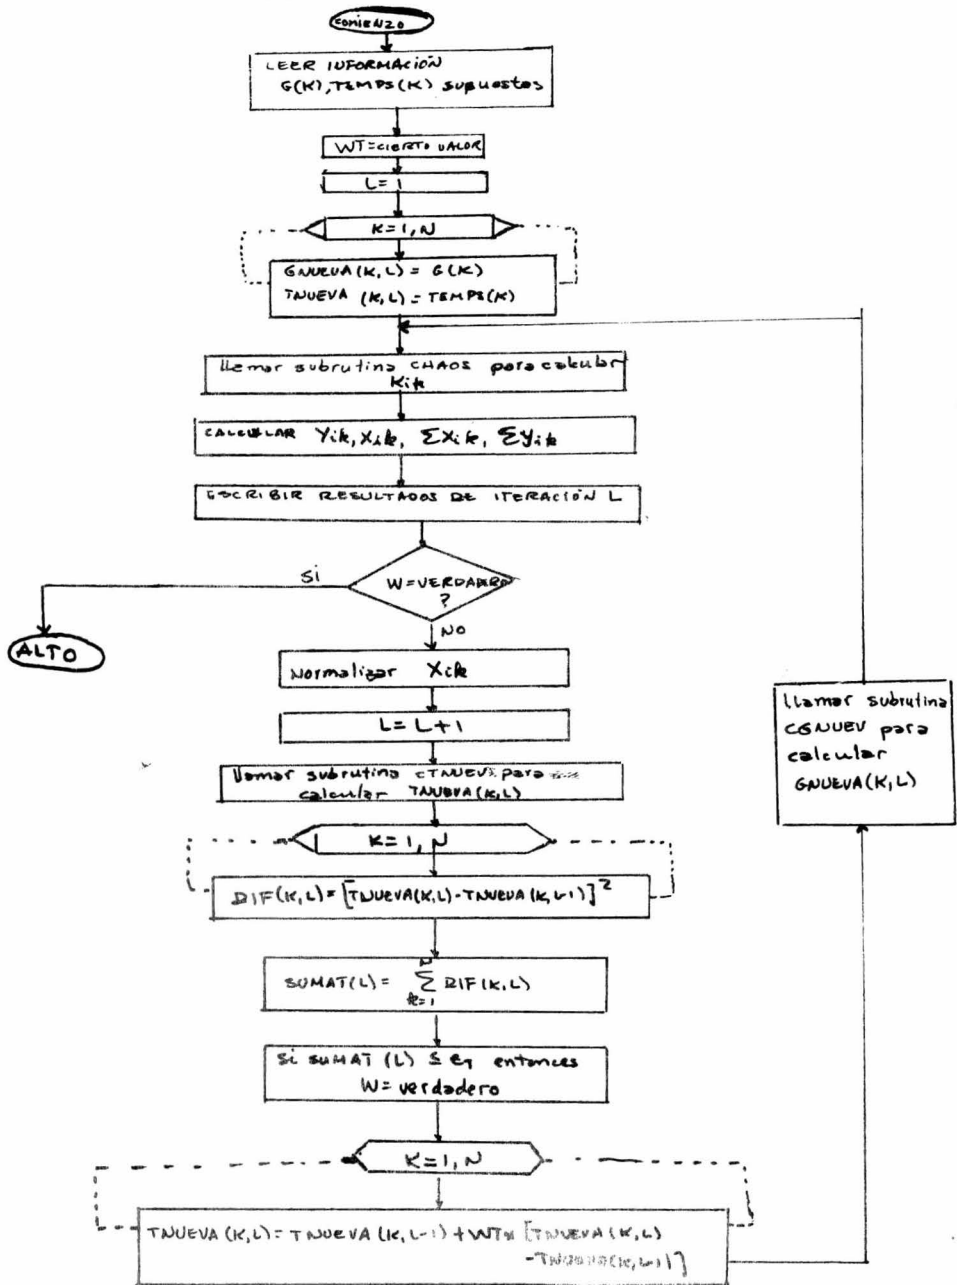 COMIENZO
LEER INFORMACIÓN
G(K), TEMPS(K) supuestos
WT=CIERTO VALOR
L= 1
K=1,N
GNUEVA(K,L) = G(K)
TNUEVA (K,L) = TEMPS(K)
llamar subrutina CHAOS para calcular
Kik
CALCULAR Yik, Xik, ΣXik, ΣYik
ESCRIBIR RESULTADOS DE ITERACIÓN L
W=VERDADERO
?
Si
ALTO
NO
Normalizar Xik
L= L+1
llamar subrutina CTNUEV para
calcular TNUEVA(K,L)
K=1,N
DIF(K,L)=[TNUEVA(K,L)-TNUEVA(K,L-1)]²
SUMAT(L)= Σ DIF(K,L)
N
k=1
Si SUMAT (L) ≤ e1 entonces
W= verdadero
K=1,N
TNUEVA(K,L)=TNUEVA(K,L-1)+WT* [TNUEVA(K,L)
-TNUEVA(K,L-1)]
llamar subrutina
CGNUEV para
calcular
GNUEVA(K,L)